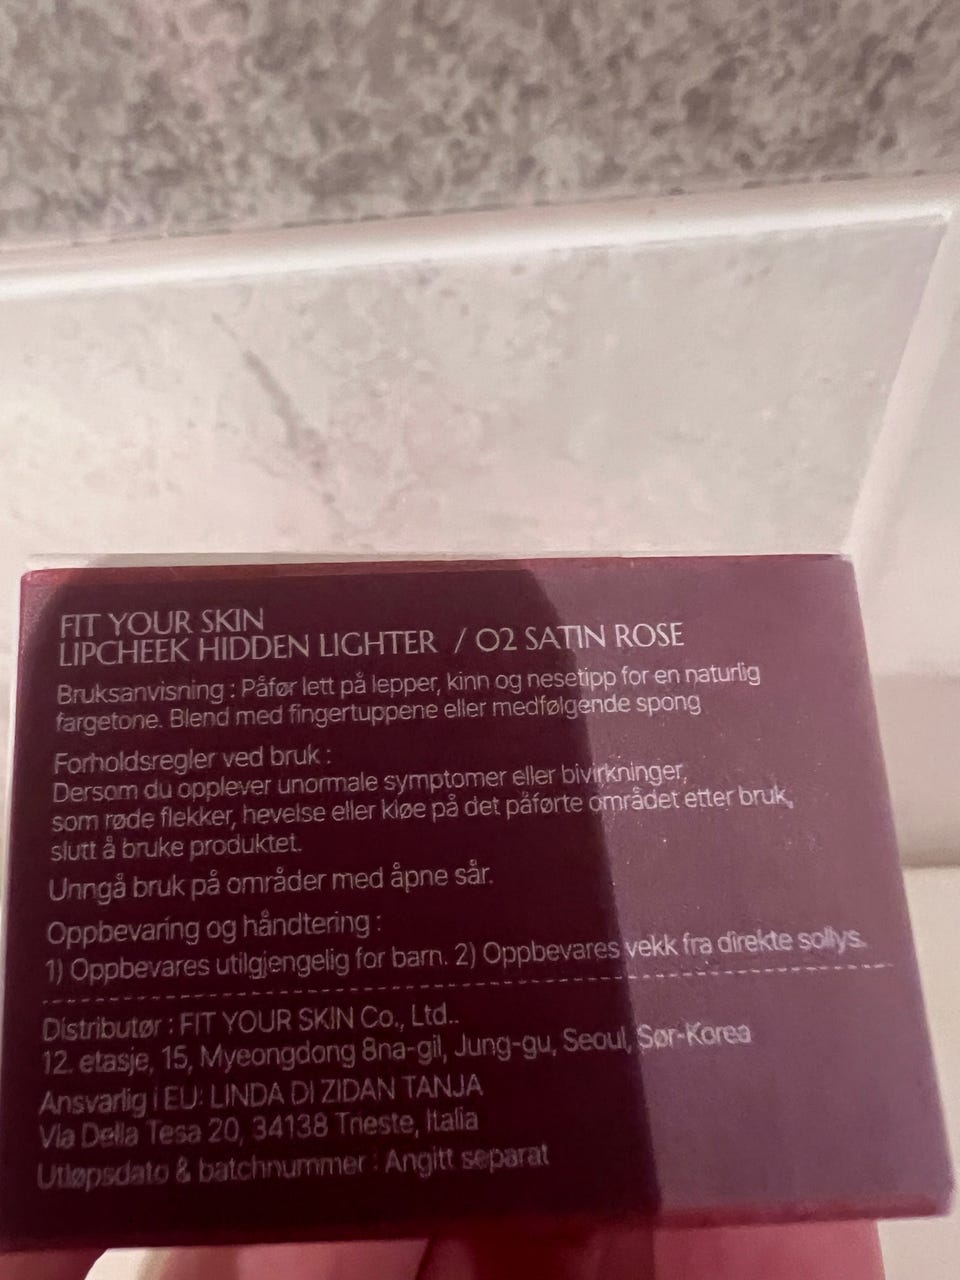 FIT YOUR SKIN
LIPCHEEK HIDDEN LIGHTER / 02 SATIN ROSE
Bruksanvisning : Påfør lett på lepper, kinn og nesetipp for en naturlig
fargetone. Blend med fingertuppene eller medfølgende spong
Forholdsregler ved bruk :
Dersom du opplever unormale symptomer eller bivirkninger,
som røde flekker, hevelse eller kløe på det påførte området etter bruk,
slutt å bruke produktet.
Unngå bruk på områder med åpne sår.
Oppbevaring og håndtering :
1) Oppbevares utilgjengelig for barn. 2) Oppbevares vekk fra direkte sollys.
Distributør : FIT YOUR SKIN Co., Ltd..
12. etasje, 15, Myeongdong 8na-gil, Jung-gu, Seoul, Sør-Korea
Ansvarlig i EU: LINDA DI ZIDAN TANJA
Via Della Tesa 20, 34138 Trieste, Italia
Utløpsdato & batchnummer : Angitt separat